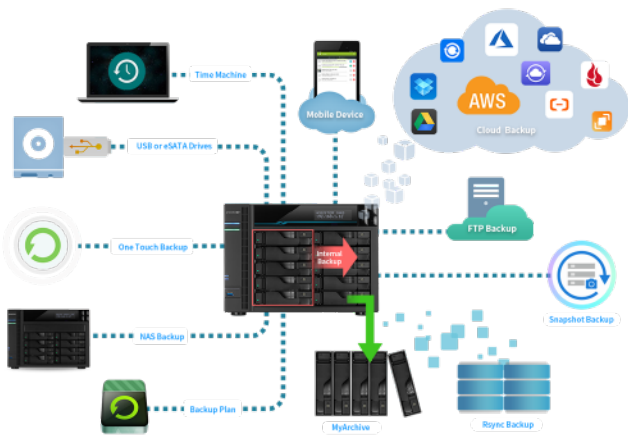 Time Machine
Mobile Device
AWS
Cloud Backup
USB or eSATA Drives
FTP Backup
One Touch Backup
Internal
Backup
Snapshot Backup
NAS Backup
Backup Plan
MyArchive
Rsync Backup